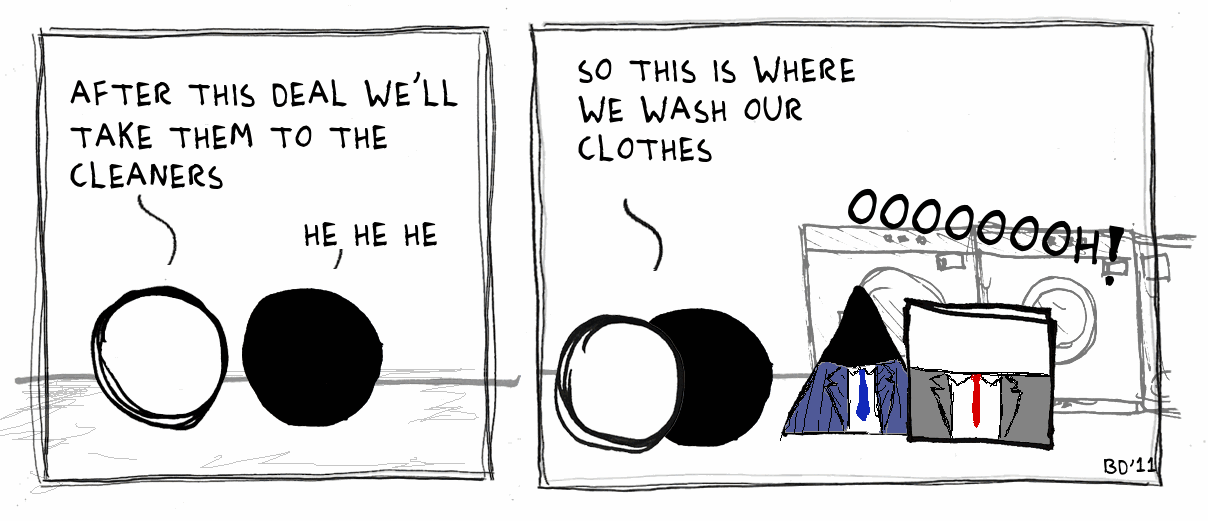 AFTER THIS DEAL WE'LL
TAKE THEM TO THE
CLEANERS
HE, HE HE
SO THIS IS WHERE
WE WASH OUR
CLOTHES
OOOOOOOH!
BD'11